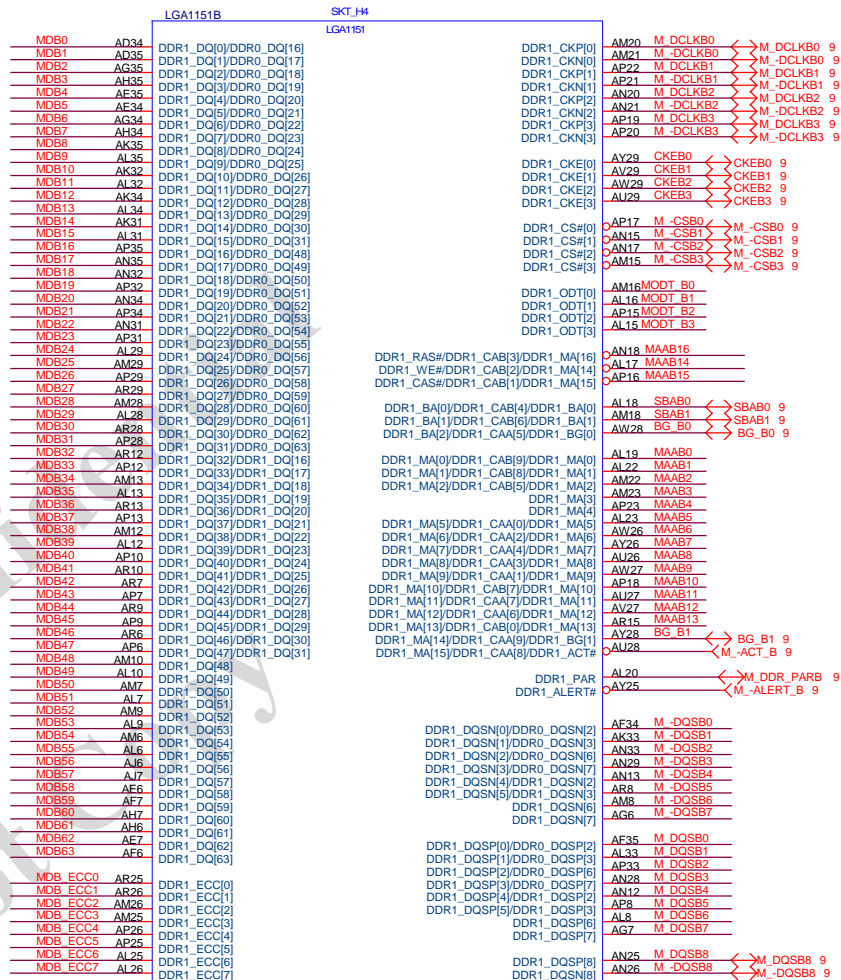 LGA1151B SKT_H4
LGA1151
MDB0 AD34 DDR1_DQ[0]/DDR0_DQ[16]
MDB1 AD35 DDR1_DQ[1]/DDR0_DQ[17]
MDB2 AG35 DDR1_DQ[2]/DDR0_DQ[18]
MDB3 AH35 DDR1_DQ[3]/DDR0_DQ[19]
MDB4 AE35 DDR1_DQ[4]/DDR0_DQ[20]
MDB5 AE34 DDR1_DQ[5]/DDR0_DQ[21]
MDB6 AG34 DDR1_DQ[6]/DDR0_DQ[22]
MDB7 AH34 DDR1_DQ[7]/DDR0_DQ[23]
MDB8 AK35 DDR1_DQ[8]/DDR0_DQ[24]
MDB9 AL35 DDR1_DQ[9]/DDR0_DQ[25]
MDB10 AK32 DDR1_DQ[10]/DDR0_DQ[26]
MDB11 AL32 DDR1_DQ[11]/DDR0_DQ[27]
MDB12 AK34 DDR1_DQ[12]/DDR0_DQ[28]
MDB13 AL34 DDR1_DQ[13]/DDR0_DQ[29]
MDB14 AK31 DDR1_DQ[14]/DDR0_DQ[30]
MDB15 AL31 DDR1_DQ[15]/DDR0_DQ[31]
MDB16 AP35 DDR1_DQ[16]/DDR0_DQ[48]
MDB17 AN35 DDR1_DQ[17]/DDR0_DQ[49]
MDB18 AN32 DDR1_DQ[18]/DDR0_DQ[50]
MDB19 AP32 DDR1_DQ[19]/DDR0_DQ[51]
MDB20 AN34 DDR1_DQ[20]/DDR0_DQ[52]
MDB21 AP34 DDR1_DQ[21]/DDR0_DQ[53]
MDB22 AN31 DDR1_DQ[22]/DDR0_DQ[54]
MDB23 AP31 DDR1_DQ[23]/DDR0_DQ[55]
MDB24 AL29 DDR1_DQ[24]/DDR0_DQ[56]
MDB25 AM29 DDR1_DQ[25]/DDR0_DQ[57]
MDB26 AP29 DDR1_DQ[26]/DDR0_DQ[58]
MDB27 AR29 DDR1_DQ[27]/DDR0_DQ[59]
MDB28 AM28 DDR1_DQ[28]/DDR0_DQ[60]
MDB29 AL28 DDR1_DQ[29]/DDR0_DQ[61]
MDB30 AR28 DDR1_DQ[30]/DDR0_DQ[62]
MDB31 AP28 DDR1_DQ[31]/DDR0_DQ[63]
MDB32 AR12 DDR1_DQ[32]/DDR1_DQ[16]
MDB33 AP12 DDR1_DQ[33]/DDR1_DQ[17]
MDB34 AM13 DDR1_DQ[34]/DDR1_DQ[18]
MDB35 AL13 DDR1_DQ[35]/DDR1_DQ[19]
MDB36 AR13 DDR1_DQ[36]/DDR1_DQ[20]
MDB37 AP13 DDR1_DQ[37]/DDR1_DQ[21]
MDB38 AM12 DDR1_DQ[38]/DDR1_DQ[22]
MDB39 AL12 DDR1_DQ[39]/DDR1_DQ[23]
MDB40 AP10 DDR1_DQ[40]/DDR1_DQ[24]
MDB41 AR10 DDR1_DQ[41]/DDR1_DQ[25]
MDB42 AR7 DDR1_DQ[42]/DDR1_DQ[26]
MDB43 AP7 DDR1_DQ[43]/DDR1_DQ[27]
MDB44 AR9 DDR1_DQ[44]/DDR1_DQ[28]
MDB45 AP9 DDR1_DQ[45]/DDR1_DQ[29]
MDB46 AR6 DDR1_DQ[46]/DDR1_DQ[30]
MDB47 AP6 DDR1_DQ[47]/DDR1_DQ[31]
MDB48 AM10 DDR1_DQ[48]
MDB49 AL10 DDR1_DQ[49]
MDB50 AM7 DDR1_DQ[50]
MDB51 AL7 DDR1_DQ[51]
MDB52 AM9 DDR1_DQ[52]
MDB53 AL9 DDR1_DQ[53]
MDB54 AM6 DDR1_DQ[54]
MDB55 AL6 DDR1_DQ[55]
MDB56 AJ6 DDR1_DQ[56]
MDB57 AJ7 DDR1_DQ[57]
MDB58 AE6 DDR1_DQ[58]
MDB59 AF7 DDR1_DQ[59]
MDB60 AH7 DDR1_DQ[60]
MDB61 AH6 DDR1_DQ[61]
MDB62 AE7 DDR1_DQ[62]
MDB63 AF6 DDR1_DQ[63]
MDB_ECC0 AR25 DDR1_ECC[0]
MDB_ECC1 AR26 DDR1_ECC[1]
MDB_ECC2 AM26 DDR1_ECC[2]
MDB_ECC3 AM25 DDR1_ECC[3]
MDB_ECC4 AP26 DDR1_ECC[4]
MDB_ECC5 AP25 DDR1_ECC[5]
MDB_ECC6 AL25 DDR1_ECC[6]
MDB_ECC7 AL26 DDR1_ECC[7]
DDR1_CKP[0] AM20 M_DCLKB0 M_DCLKB0 9
DDR1_CKN[0] AM21 M_-DCLKB0 M_-DCLKB0 9
DDR1_CKP[1] AP22 M_DCLKB1 M_DCLKB1 9
DDR1_CKN[1] AP21 M_-DCLKB1 M_-DCLKB1 9
DDR1_CKP[2] AN20 M_DCLKB2 M_DCLKB2 9
DDR1_CKN[2] AN21 M_-DCLKB2 M_-DCLKB2 9
DDR1_CKP[3] AP19 M_DCLKB3 M_DCLKB3 9
DDR1_CKN[3] AP20 M_-DCLKB3 M_-DCLKB3 9
DDR1_CKE[0] AY29 CKEB0 CKEB0 9
DDR1_CKE[1] AV29 CKEB1 CKEB1 9
DDR1_CKE[2] AW29 CKEB2 CKEB2 9
DDR1_CKE[3] AU29 CKEB3 CKEB3 9
DDR1_CS#[0] AP17 M_-CSB0 M_-CSB0 9
DDR1_CS#[1] AN15 M_-CSB1 M_-CSB1 9
DDR1_CS#[2] AN17 M_-CSB2 M_-CSB2 9
DDR1_CS#[3] AM15 M_-CSB3 M_-CSB3 9
DDR1_ODT[0] AM16 MODT_B0
DDR1_ODT[1] AL16 MODT_B1
DDR1_ODT[2] AP15 MODT_B2
DDR1_ODT[3] AL15 MODT_B3
DDR1_RAS#/DDR1_CAB[3]/DDR1_MA[16] AN18 MAAB16
DDR1_WE#/DDR1_CAB[2]/DDR1_MA[14] AL17 MAAB14
DDR1_CAS#/DDR1_CAB[1]/DDR1_MA[15] AP16 MAAB15
DDR1_BA[0]/DDR1_CAB[4]/DDR1_BA[0] AL18 SBAB0 SBAB0 9
DDR1_BA[1]/DDR1_CAB[6]/DDR1_BA[1] AM18 SBAB1 SBAB1 9
DDR1_BA[2]/DDR1_CAA[5]/DDR1_BG[0] AW28 BG_B0 BG_B0 9
DDR1_MA[0]/DDR1_CAB[9]/DDR1_MA[0] AL19 MAAB0
DDR1_MA[1]/DDR1_CAB[8]/DDR1_MA[1] AL22 MAAB1
DDR1_MA[2]/DDR1_CAB[5]/DDR1_MA[2] AM22 MAAB2
DDR1_MA[3] AM23 MAAB3
DDR1_MA[4] AP23 MAAB4
DDR1_MA[5]/DDR1_CAA[0]/DDR1_MA[5] AL23 MAAB5
DDR1_MA[6]/DDR1_CAA[2]/DDR1_MA[6] AW26 MAAB6
DDR1_MA[7]/DDR1_CAA[4]/DDR1_MA[7] AY26 MAAB7
DDR1_MA[8]/DDR1_CAA[3]/DDR1_MA[8] AU26 MAAB8
DDR1_MA[9]/DDR1_CAA[1]/DDR1_MA[9] AW27 MAAB9
DDR1_MA[10]/DDR1_CAB[7]/DDR1_MA[10] AP18 MAAB10
DDR1_MA[11]/DDR1_CAA[7]/DDR1_MA[11] AU27 MAAB11
DDR1_MA[12]/DDR1_CAA[6]/DDR1_MA[12] AV27 MAAB12
DDR1_MA[13]/DDR1_CAB[0]/DDR1_MA[13] AR15 MAAB13
DDR1_MA[14]/DDR1_CAA[9]/DDR1_BG[1] AY28 BG_B1 BG_B1 9
DDR1_MA[15]/DDR1_CAA[8]/DDR1_ACT# AU28 M_-ACT_B 9
DDR1_PAR AL20 M_DDR_PARB 9
DDR1_ALERT# AY25 M_-ALERT_B 9
DDR1_DQSN[0]/DDR0_DQSN[2] AF34 M_-DQSB0
DDR1_DQSN[1]/DDR0_DQSN[3] AK33 M_-DQSB1
DDR1_DQSN[2]/DDR0_DQSN[6] AN33 M_-DQSB2
DDR1_DQSN[3]/DDR0_DQSN[7] AN29 M_-DQSB3
DDR1_DQSN[4]/DDR1_DQSN[2] AN13 M_-DQSB4
DDR1_DQSN[5]/DDR1_DQSN[3] AR8 M_-DQSB5
DDR1_DQSN[6] AM8 M_-DQSB6
DDR1_DQSN[7] AG6 M_-DQSB7
DDR1_DQSP[0]/DDR0_DQSP[2] AF35 M_DQSB0
DDR1_DQSP[1]/DDR0_DQSP[3] AL33 M_DQSB1
DDR1_DQSP[2]/DDR0_DQSP[6] AP33 M_DQSB2
DDR1_DQSP[3]/DDR0_DQSP[7] AN28 M_DQSB3
DDR1_DQSP[4]/DDR1_DQSP[2] AN12 M_DQSB4
DDR1_DQSP[5]/DDR1_DQSP[3] AP8 M_DQSB5
DDR1_DQSP[6] AL8 M_DQSB6
DDR1_DQSP[7] AG7 M_DQSB7
DDR1_DQSP[8] AN25 M_DQSB8 M_DQSB8 9
DDR1_DQSN[8] AN26 M_-DQSB8 M_-DQSB8 9
Copy